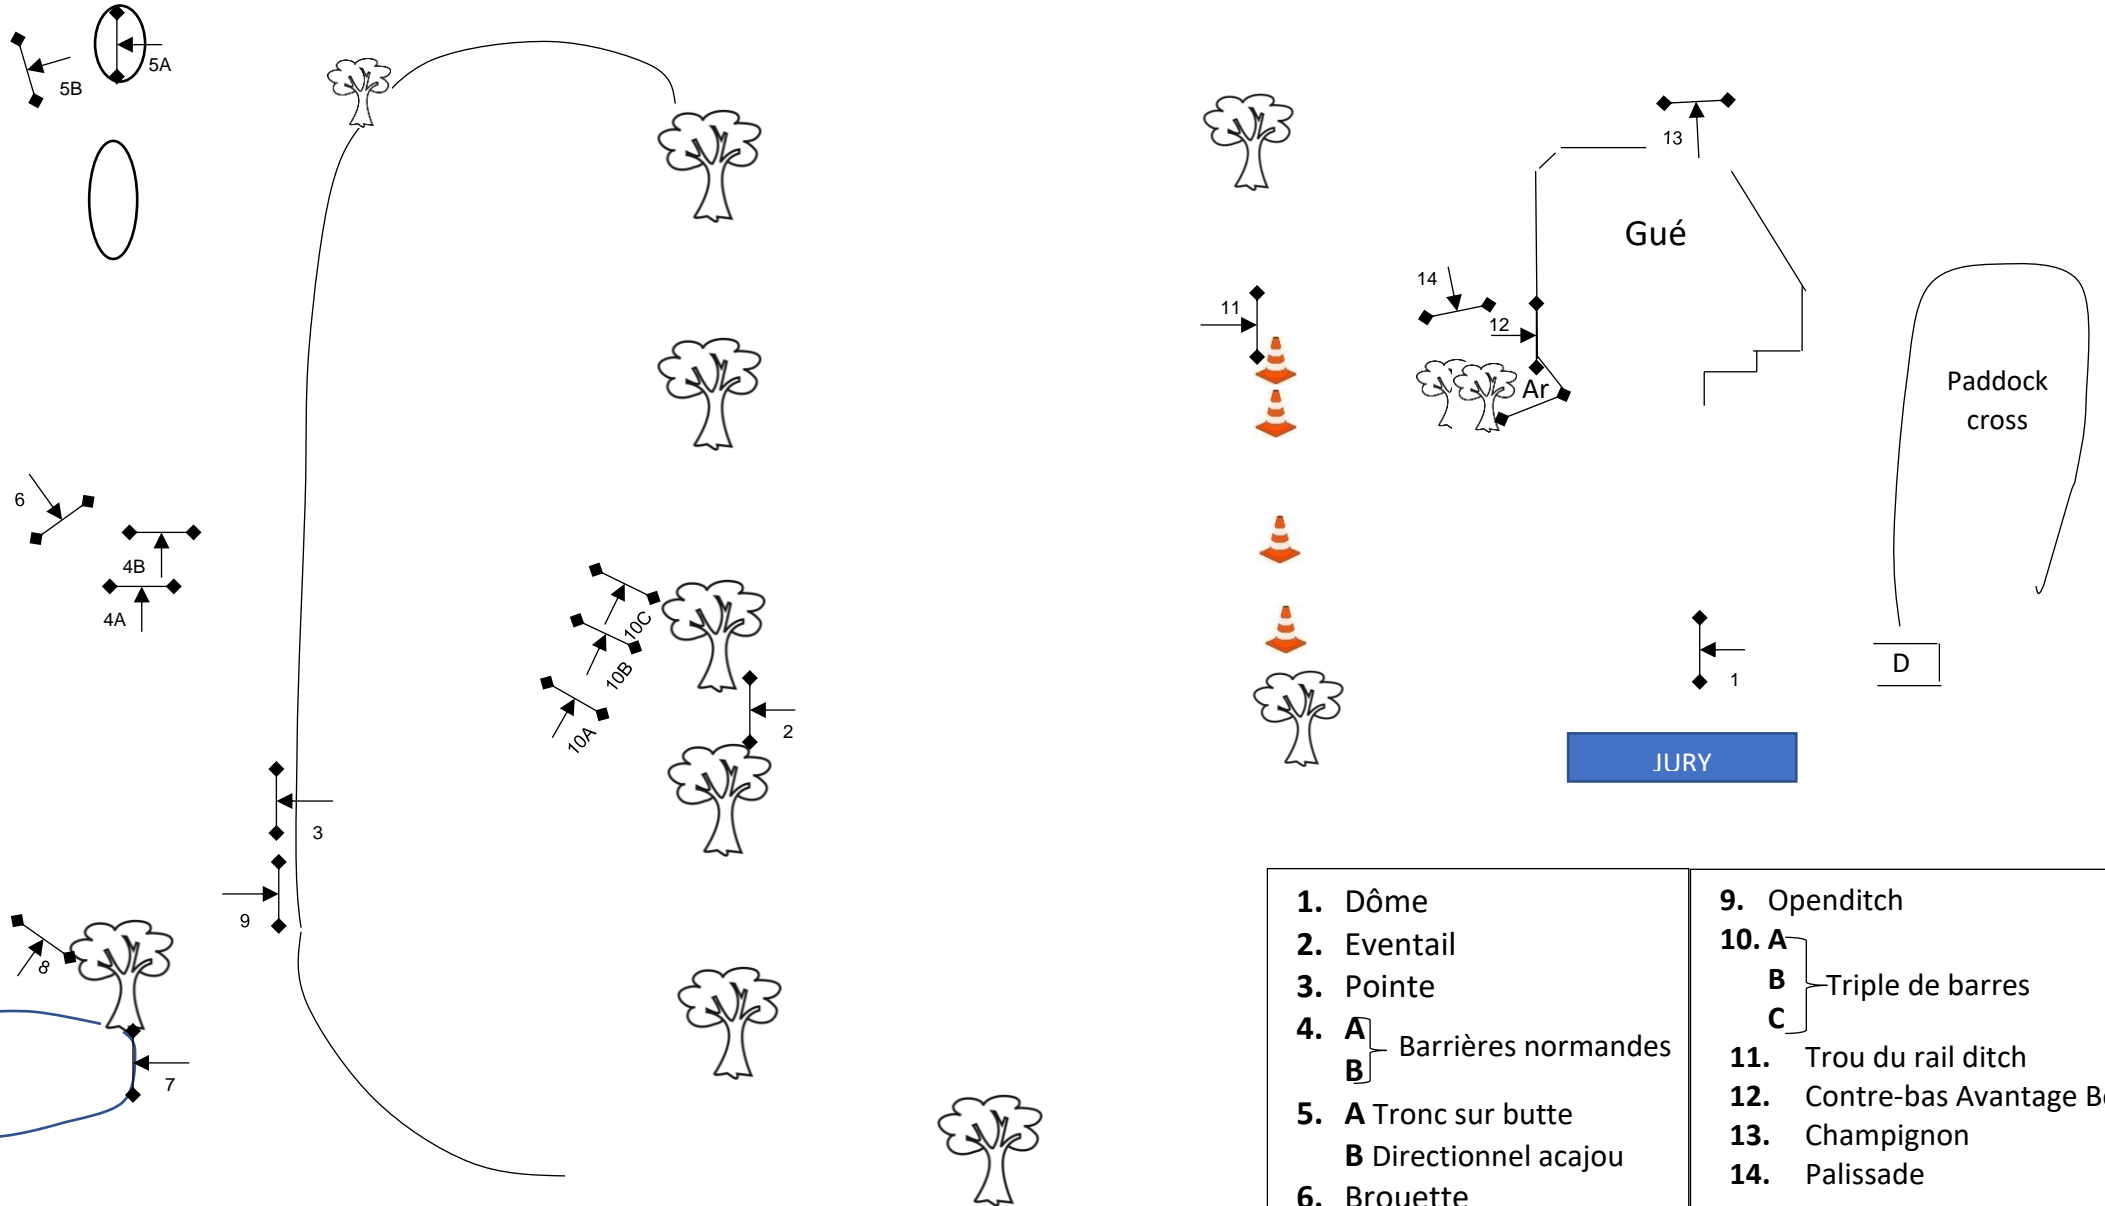 5A
5B
13
Gué
14
11
12
Ar
Paddock
cross
6
4B
4A
10C
10B
10A
2
D
1
JURY
3
9
8
7
1. Dôme
2. Eventail
3. Pointe
4. A
B
Barrières normandes
5. A Tronc sur butte
B Directionnel acajou
6. Brouette
9. Openditch
10. A
B
C
Triple de barres
11. Trou du rail ditch
12. Contre-bas Avantage
13. Champignon
14. Palissade